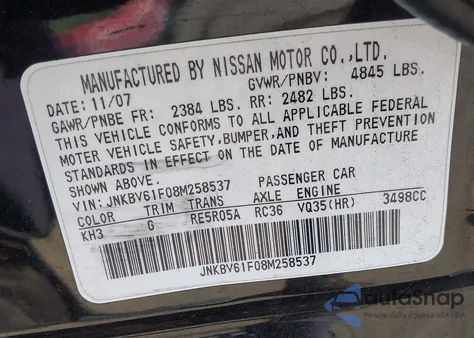 MANUFACTURED BY NISSAN MOTOR CO.,LTD.
DATE: 11/07 GVWR/PNBV: 4845 LBS.
GAWR/PNBE FR: 2384 LBS. RR: 2482 LBS.
THIS VEHICLE CONFORMS TO ALL APPLICABLE FEDERAL
MOTOR VEHICLE SAFETY,BUMPER,AND THEFT PREVENTION
STANDARDS IN EFFECT ON THE DATE OF MANUFACTURE
SHOWN ABOVE.
VIN: JNKBV61F08M258537 PASSENGER CAR
COLOR TRIM TRANS AXLE ENGINE
KH3 G RE5R05A RC36 VQ35(HR) 3498CC
JNKBV61F08M258537
AutaSnap